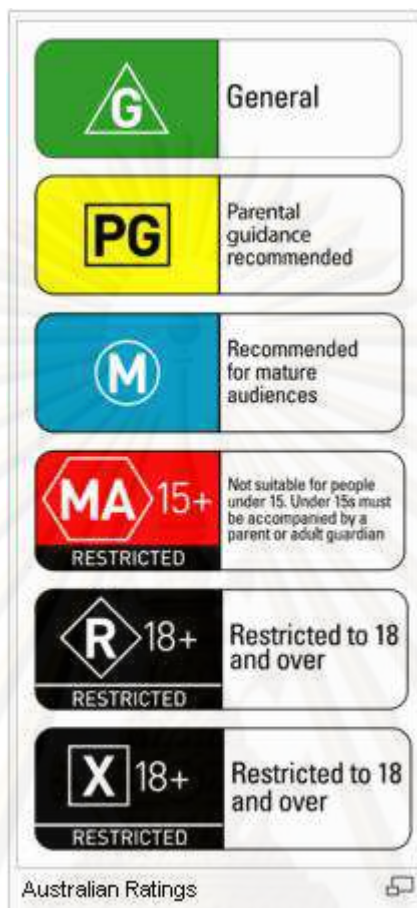 G
General
PG
Parental
guidance
recommended
M
Recommended
for mature
audiences
MA 15+
RESTRICTED
Not suitable for people
under 15. Under 15s must
be accompanied by a
parent or adult guardian
R 18+
RESTRICTED
Restricted to 18
and over
X 18+
RESTRICTED
Restricted to 18
and over
Australian Ratings